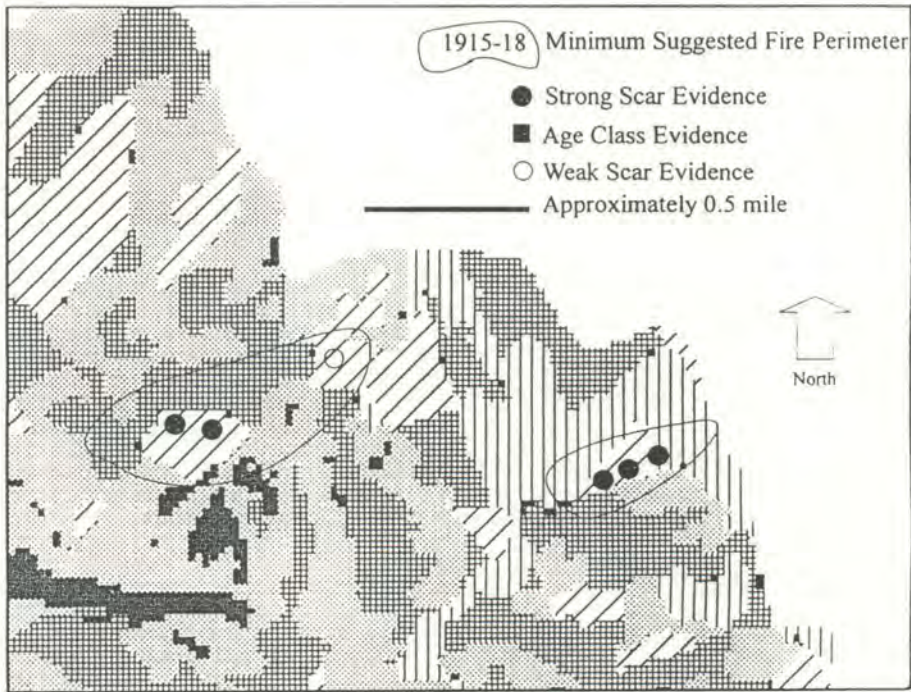 1915-18 Minimum Suggested Fire Perimeter
Strong Scar Evidence
Age Class Evidence
Weak Scar Evidence
Approximately 0.5 mile
North